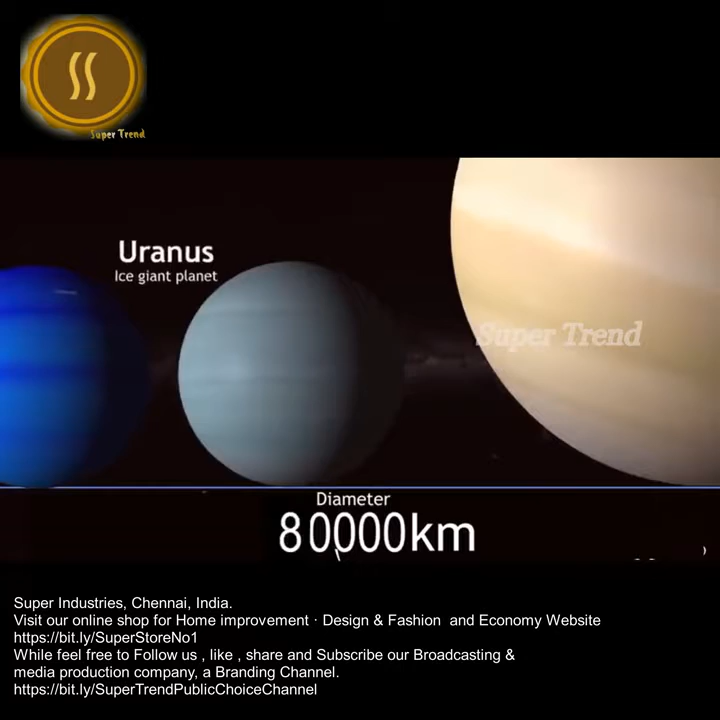 Super Trend
Uranus
Ice giant planet
Super Trend
Diameter
80000km
Super Industries, Chennai, India.
Visit our online shop for Home improvement · Design & Fashion  and Economy Website
https://bit.ly/SuperStoreNo1
While feel free to Follow us , like , share and Subscribe our Broadcasting &
media production company, a Branding Channel.
https://bit.ly/SuperTrendPublicChoiceChannel